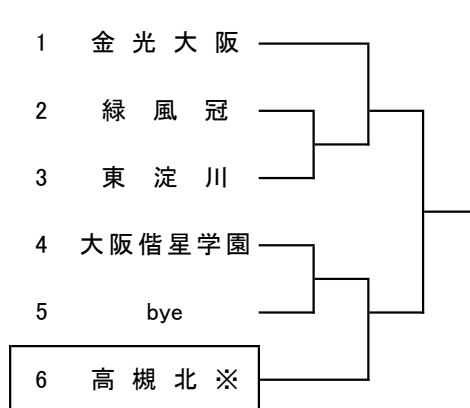 1 金光大阪
2 緑風冠
3 東淀川
4 大阪偕星学園
5 bye
6 高槻北※